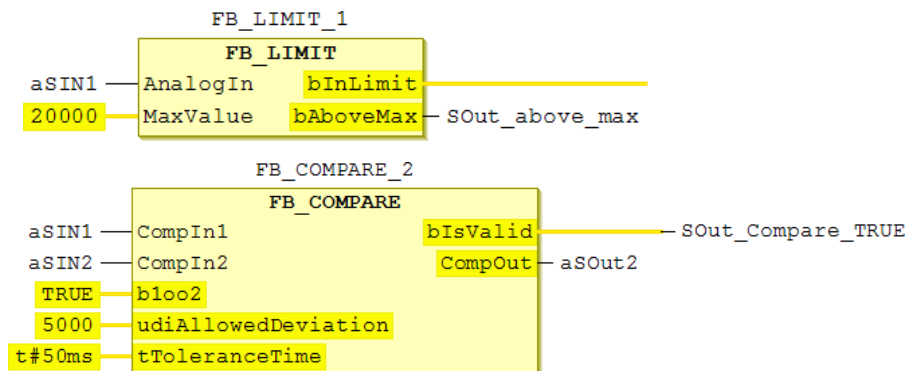 FB_LIMIT_1
FB_LIMIT
aSIN1 AnalogIn bInLimit
20000 MaxValue bAboveMax SOut_above_max
FB_COMPARE_2
FB_COMPARE
aSIN1 CompIn1 bIsValid SOut_Compare_TRUE
aSIN2 CompIn2 CompOut aSOut2
TRUE b1oo2
5000 udiAllowedDeviation
t#50ms tToleranceTime